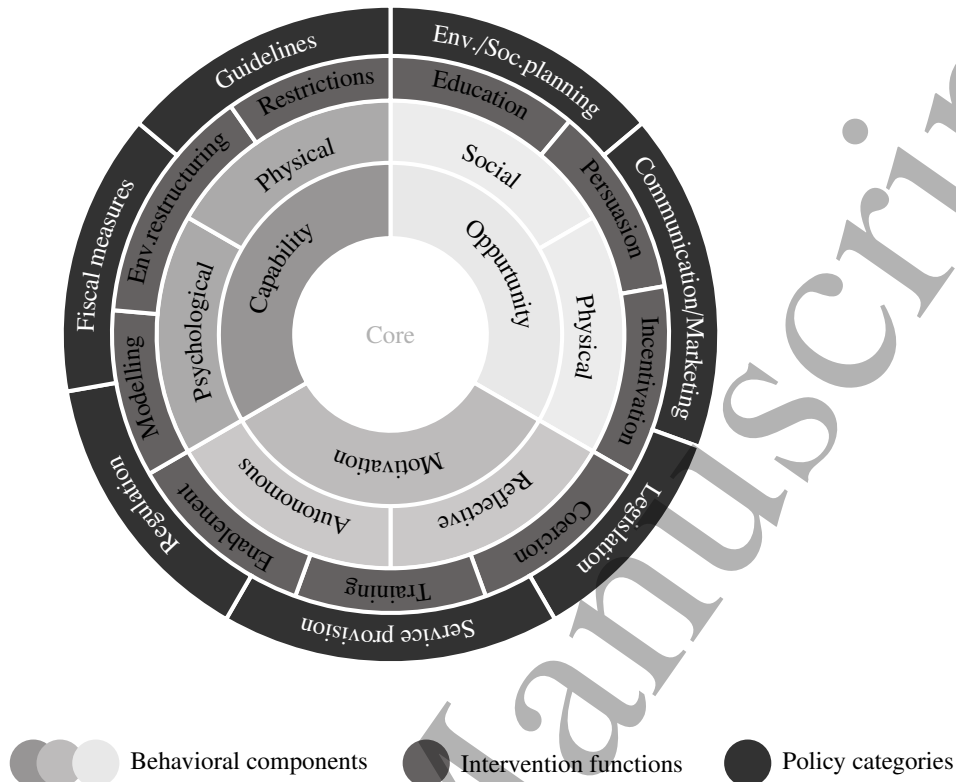 Guidelines
Env./Soc.planning
Restrictions
Education
Env.restructuring
Physical
Social
Persuasion
Fiscal measures
Communication/Marketing
Capability
Oppurtunity
Psychological
Physical
Core
Modelling
Incentivation
Motivation
Autonomous
Reflective
Regulation
Enablement
Coercion
Legislation
Training
Service provision
Behavioral components
Intervention functions
Policy categories